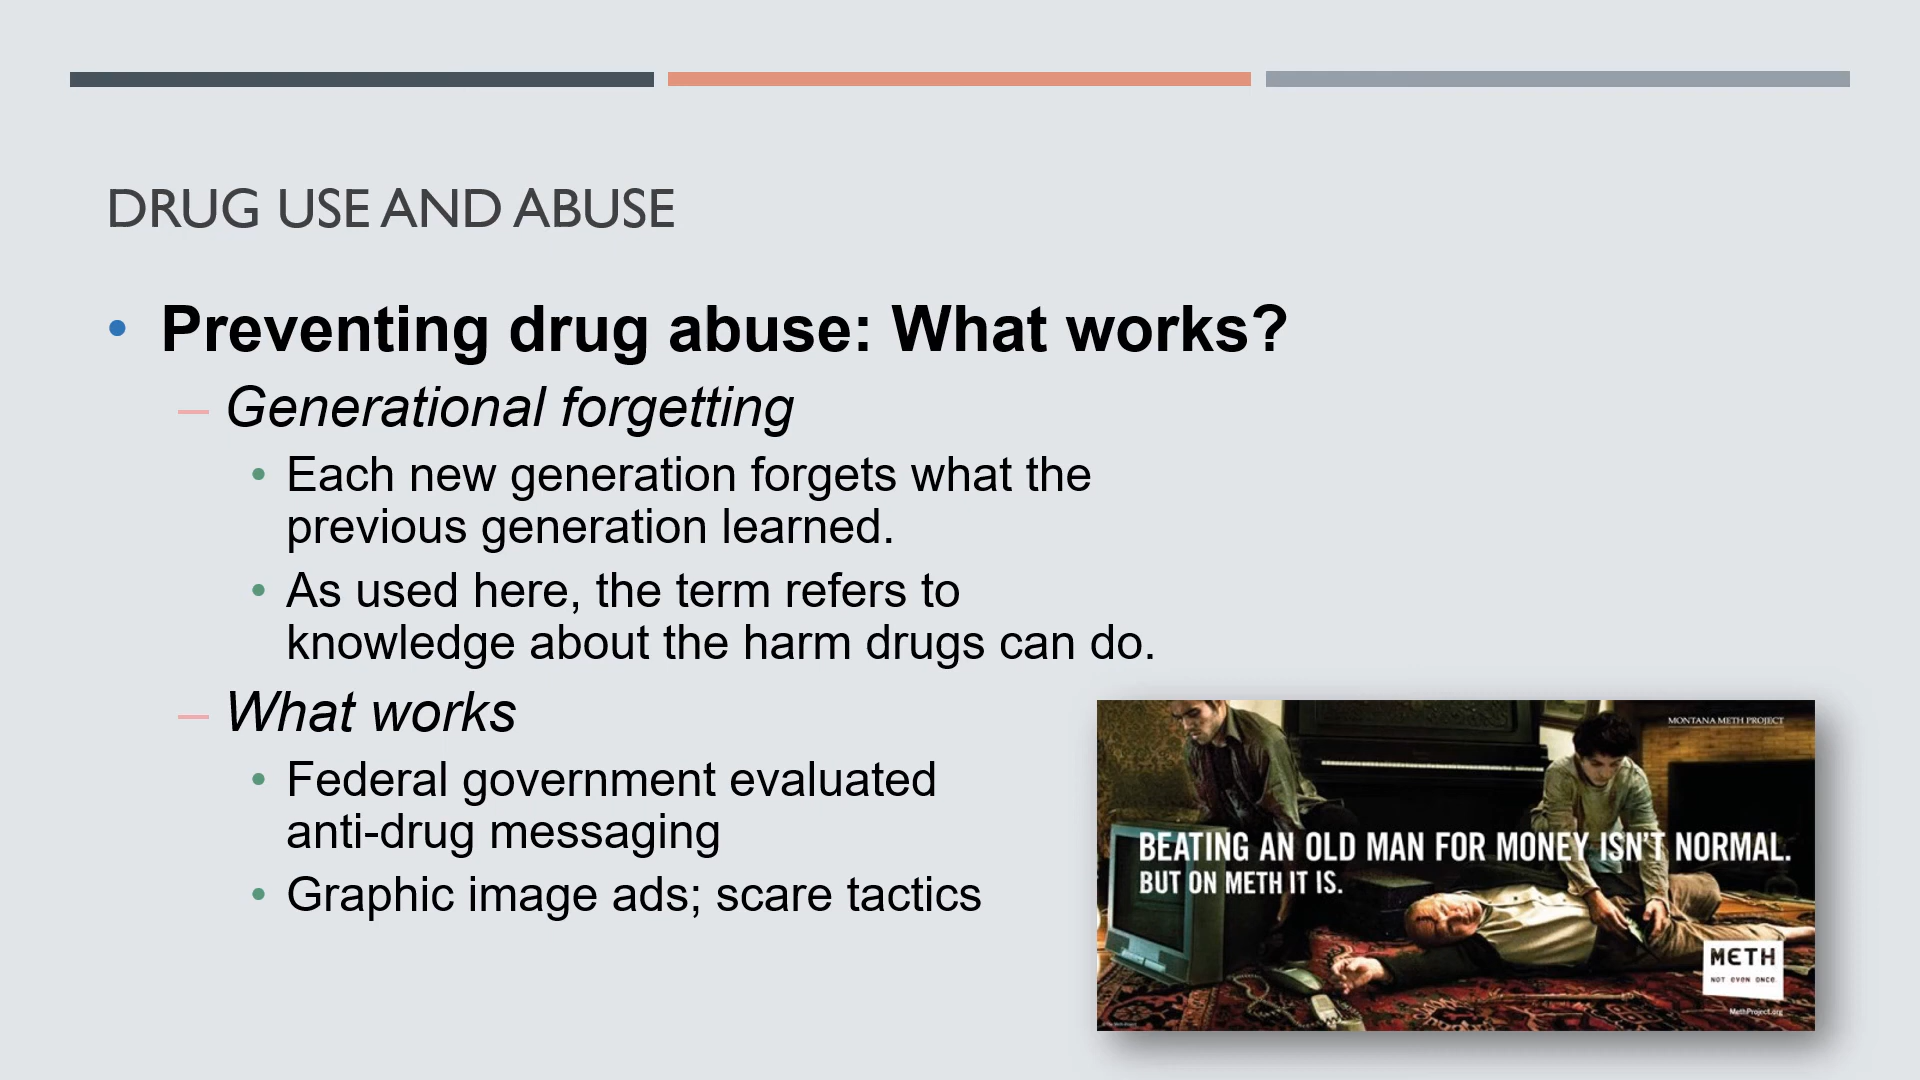 DRUG USE AND ABUSE
• Preventing drug abuse: What works?
– Generational forgetting
• Each new generation forgets what the
previous generation learned.
• As used here, the term refers to
knowledge about the harm drugs can do.
– What works
• Federal government evaluated
anti-drug messaging
• Graphic image ads; scare tactics
MONTANA METH PROJECT
BEATING AN OLD MAN FOR MONEY ISN'T NORMAL.
BUT ON METH IT IS.
METH
NOT EVEN ONCE
MethProject.org